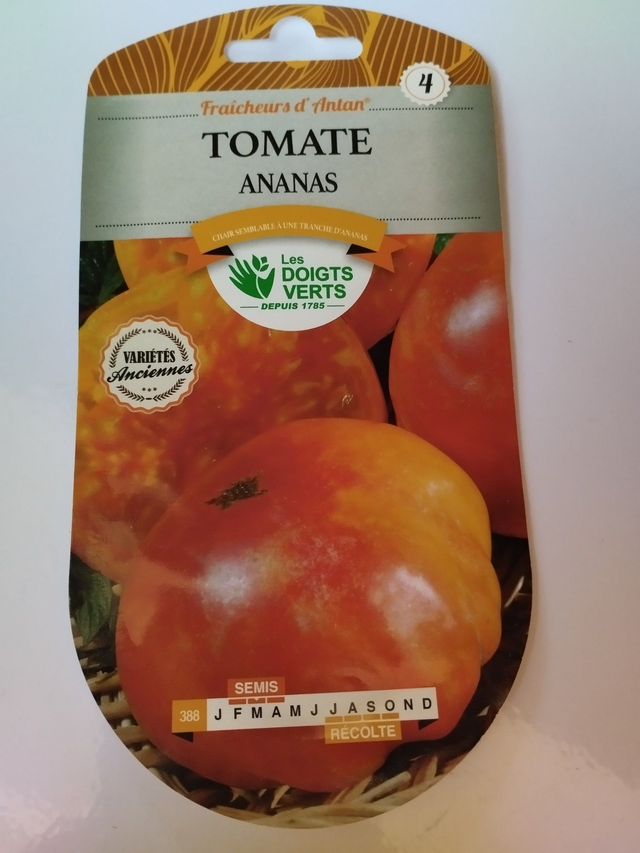 4
Fraîcheurs d'Antan®
TOMATE
ANANAS
CHAIR SEMBLABLE À UNE TRANCHE D'ANANAS
Les
DOIGTS
VERTS
DEPUIS 1785
VARIÉTÉS
Anciennes
SEMIS
388 J F M A M J J A S O N D
RÉCOLTE